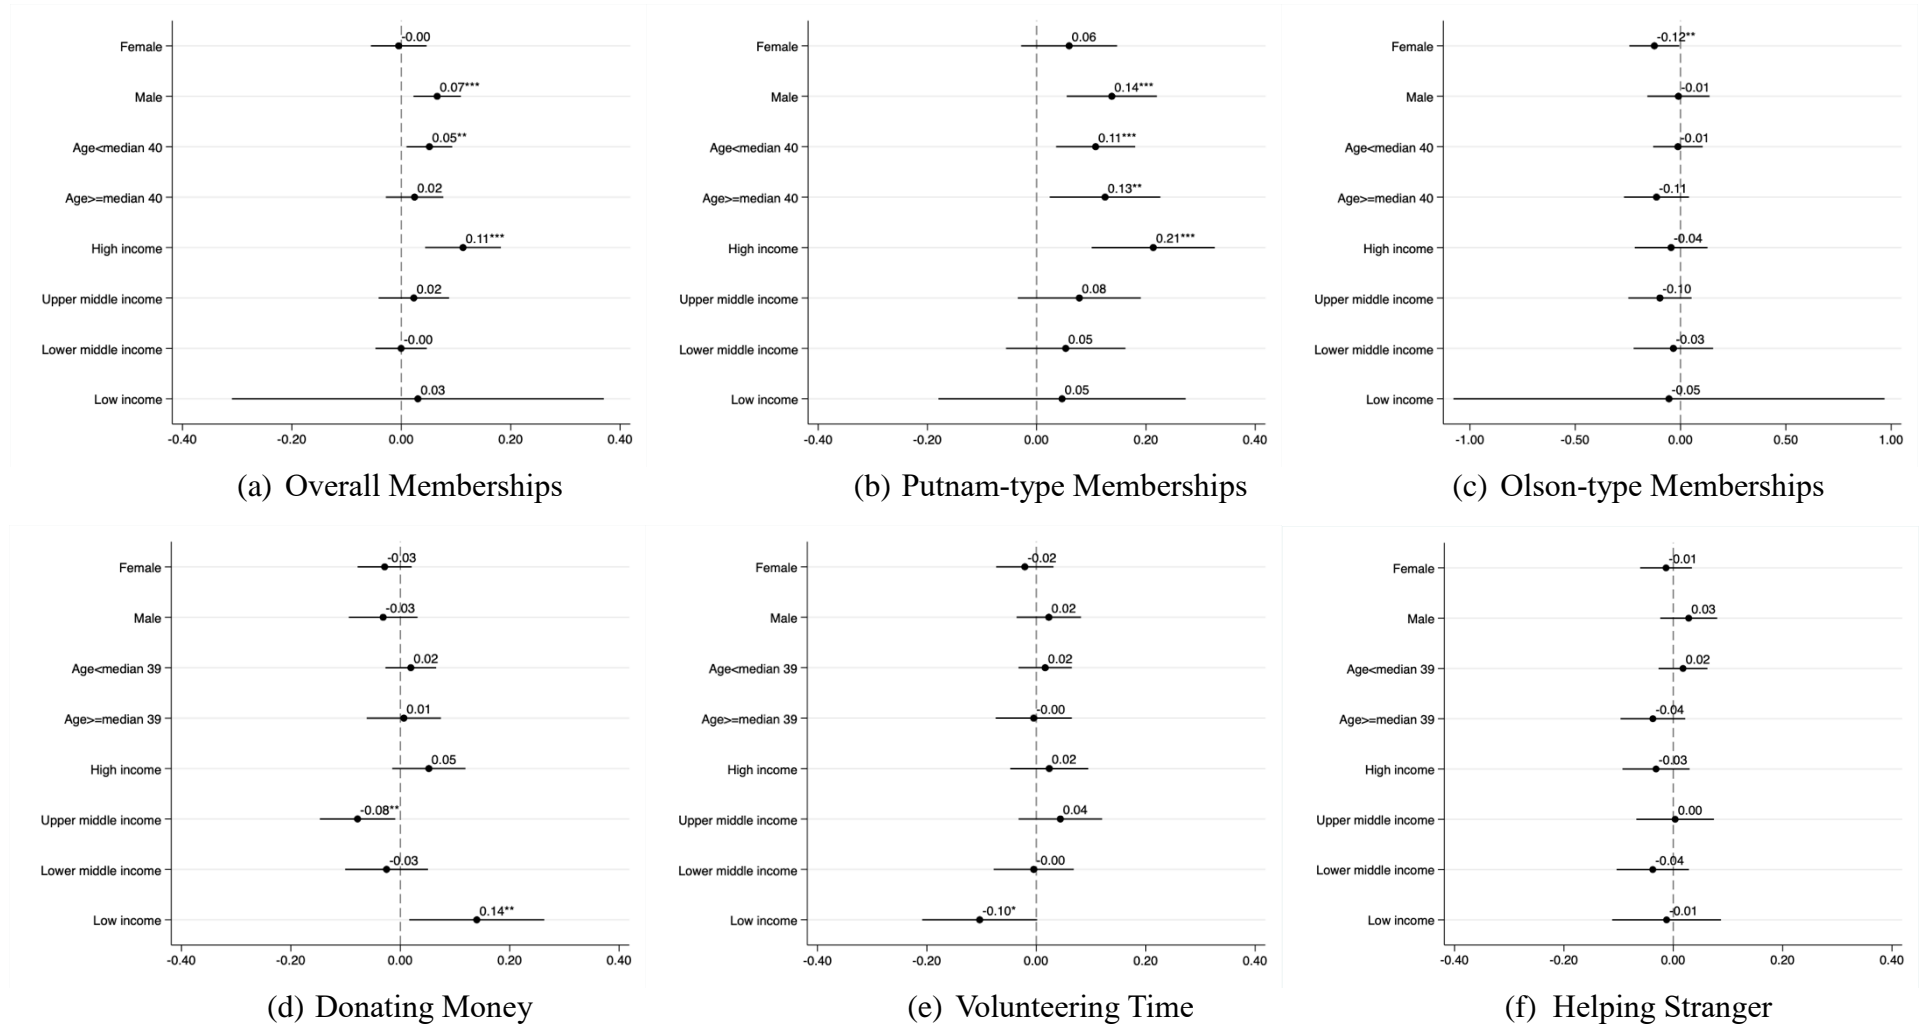 Female
-0.00
Male
0.07***
Age<median 40
0.05**
Age>=median 40
0.02
High income
0.11***
Upper middle income
0.02
Lower middle income
-0.00
Low income
0.03
-0.40 -0.20 0.00 0.20 0.40
(a) Overall Memberships
Female
0.06
Male
0.14***
Age<median 40
0.11***
Age>=median 40
0.13**
High income
0.21***
Upper middle income
0.08
Lower middle income
0.05
Low income
0.05
-0.40 -0.20 0.00 0.20 0.40
(b) Putnam-type Memberships
Female
-0.12**
Male
-0.01
Age<median 40
-0.01
Age>=median 40
-0.11
High income
-0.04
Upper middle income
-0.10
Lower middle income
-0.03
Low income
-0.05
-1.00 -0.50 0.00 0.50 1.00
(c) Olson-type Memberships
Female
-0.03
Male
-0.03
Age<median 39
0.02
Age>=median 39
0.01
High income
0.05
Upper middle income
-0.08**
Lower middle income
-0.03
Low income
0.14**
-0.40 -0.20 0.00 0.20 0.40
(d) Donating Money
Female
-0.02
Male
0.02
Age<median 39
0.02
Age>=median 39
-0.00
High income
0.02
Upper middle income
0.04
Lower middle income
-0.00
Low income
-0.10*
-0.40 -0.20 0.00 0.20 0.40
(e) Volunteering Time
Female
-0.01
Male
0.03
Age<median 39
0.02
Age>=median 39
-0.04
High income
-0.03
Upper middle income
0.00
Lower middle income
-0.04
Low income
-0.01
-0.40 -0.20 0.00 0.20 0.40
(f) Helping Stranger